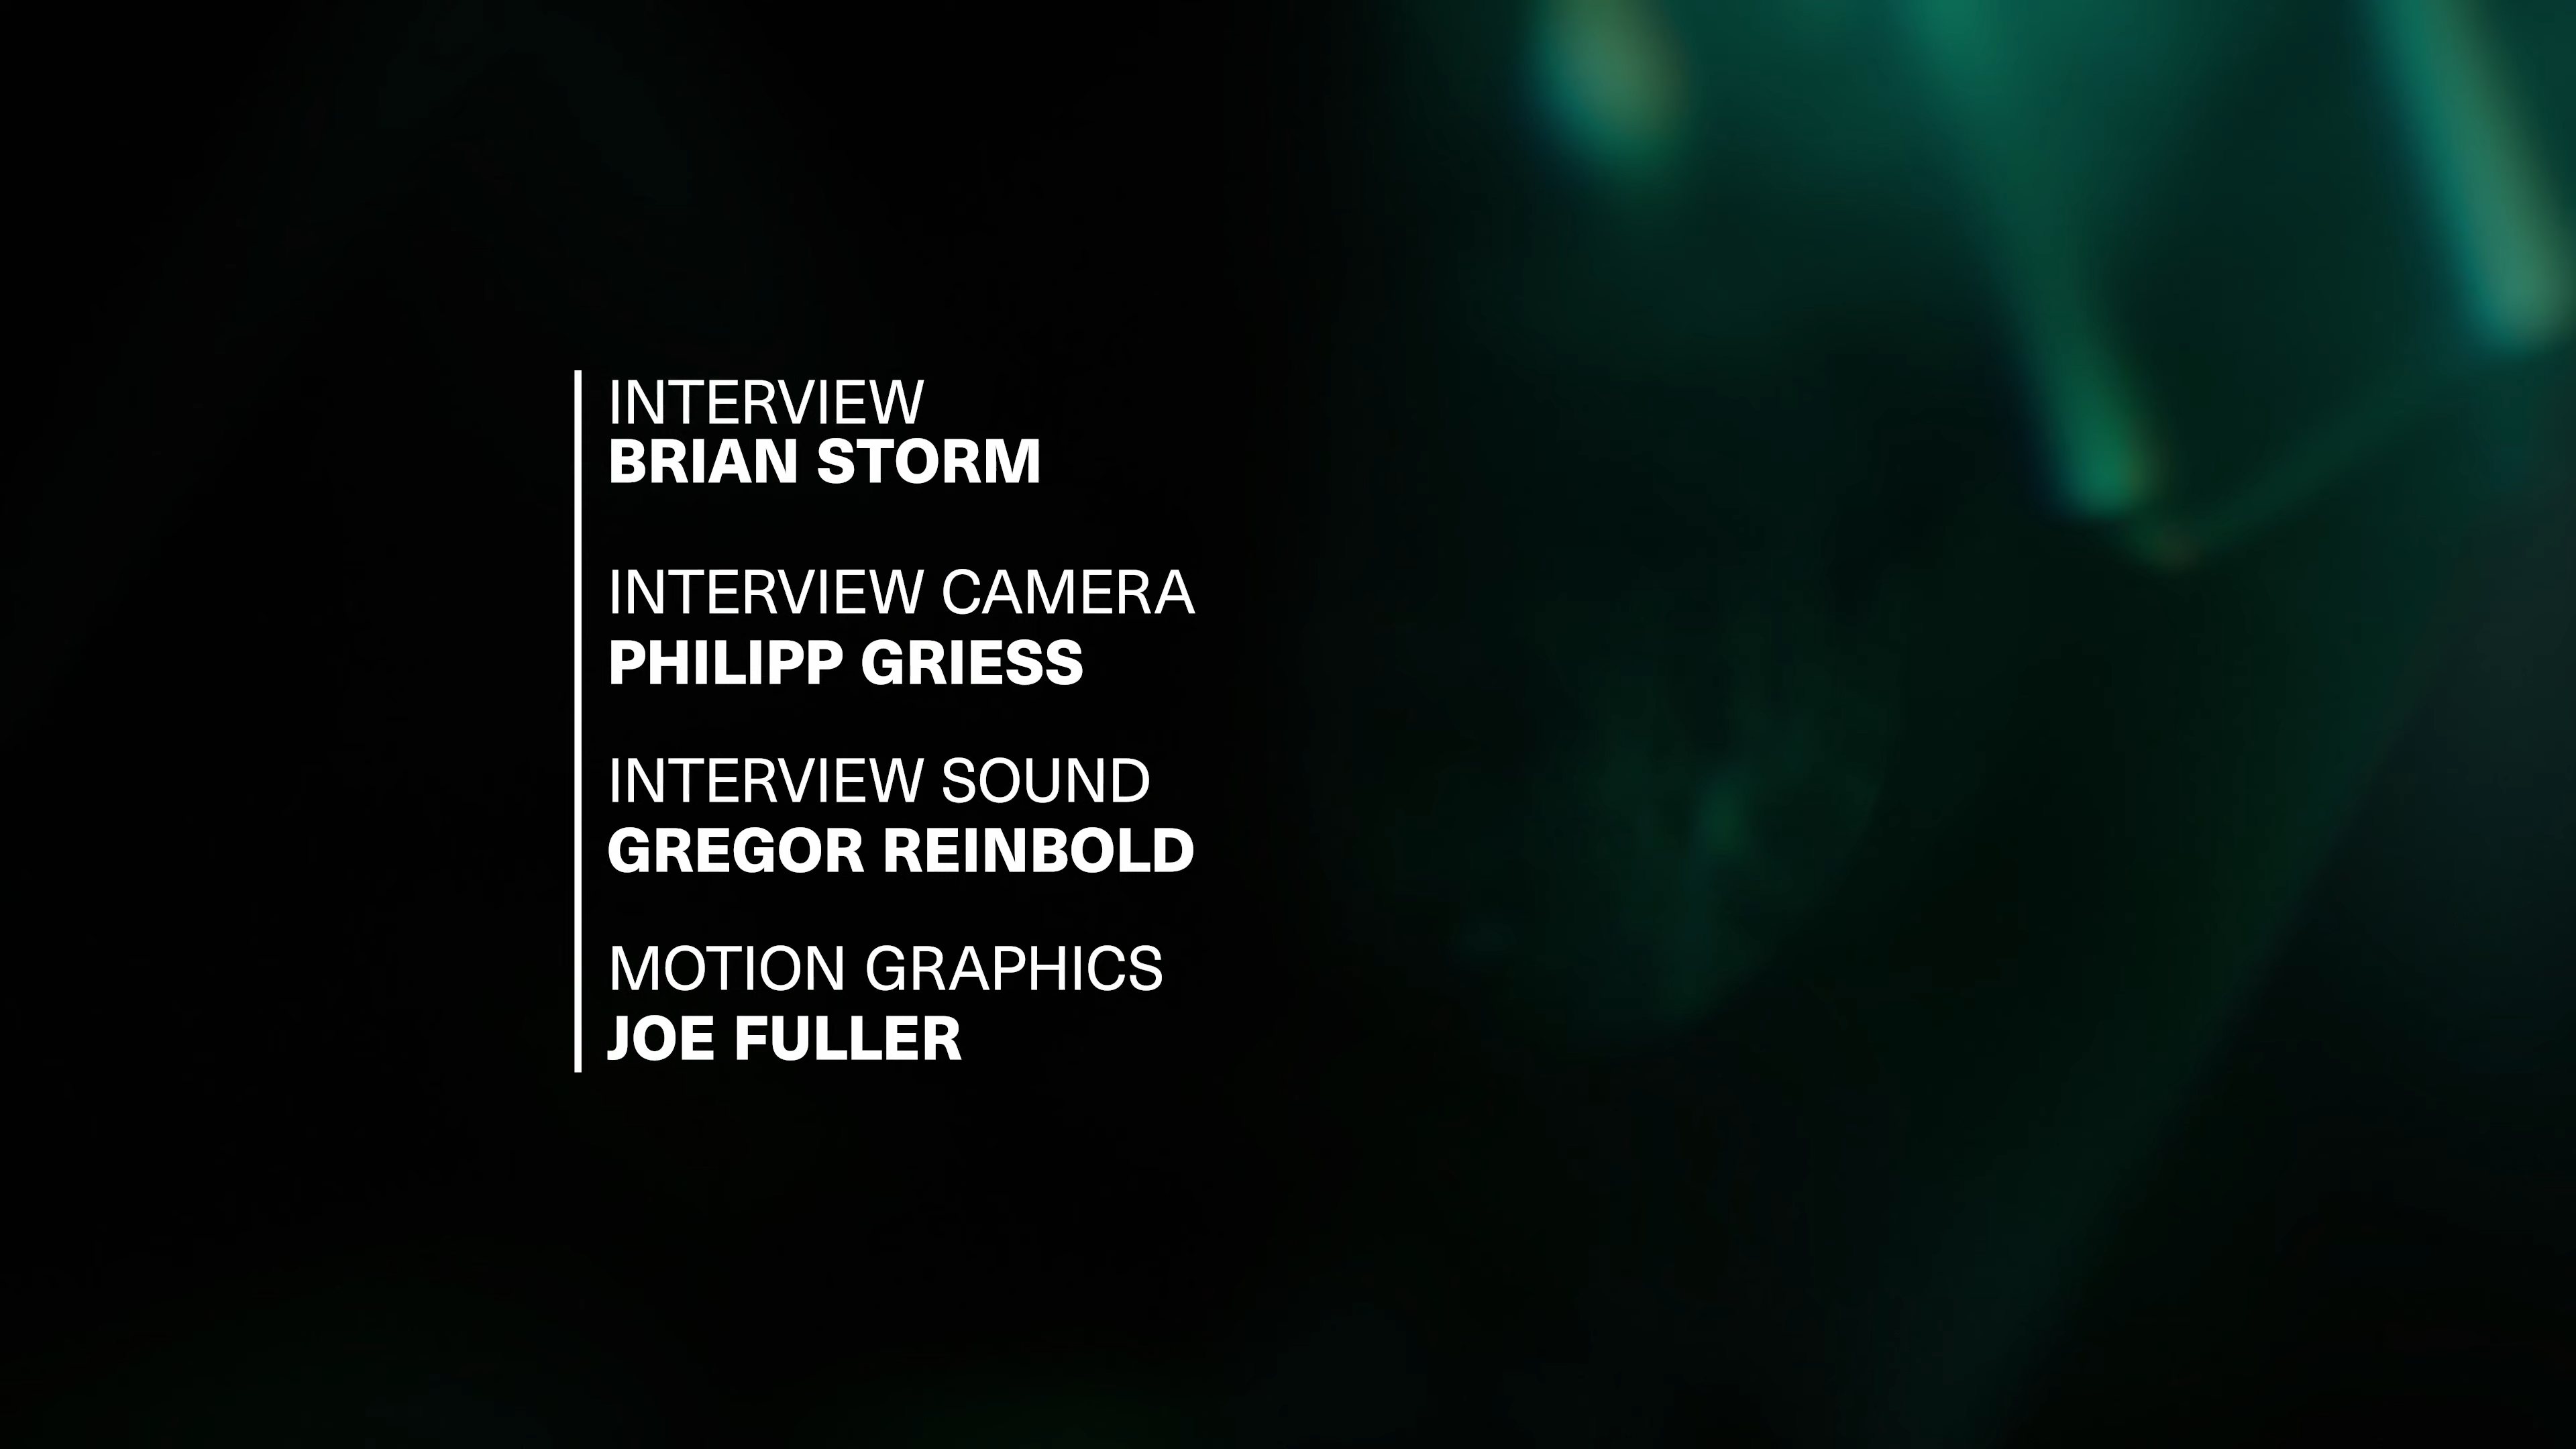 INTERVIEW
BRIAN STORM
INTERVIEW CAMERA
PHILIPP GRIESS
INTERVIEW SOUND
GREGOR REINBOLD
MOTION GRAPHICS
JOE FULLER